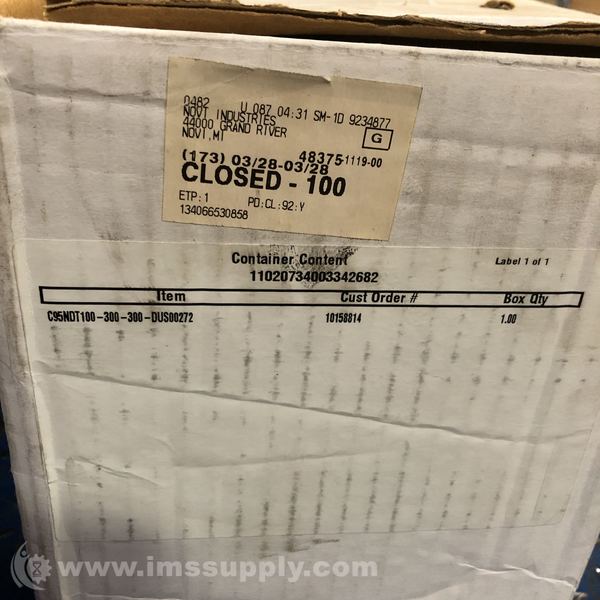 0482 U 087 04:31 SM-1D 9234877
NOVI INDUSTRIES
44000 GRAND RIVER
NOVI, MI
G
48375-1119-00
(173) 03/28-03/28
CLOSED - 100
ETP: 1 PD:CL:92:Y
134066530858
Container Content
Label 1 of 1
11020734003342682
Item Cust Order # Box Qty
C95NDT100-300-300-DUS00272 10158814 1.00
www.imssupply.com